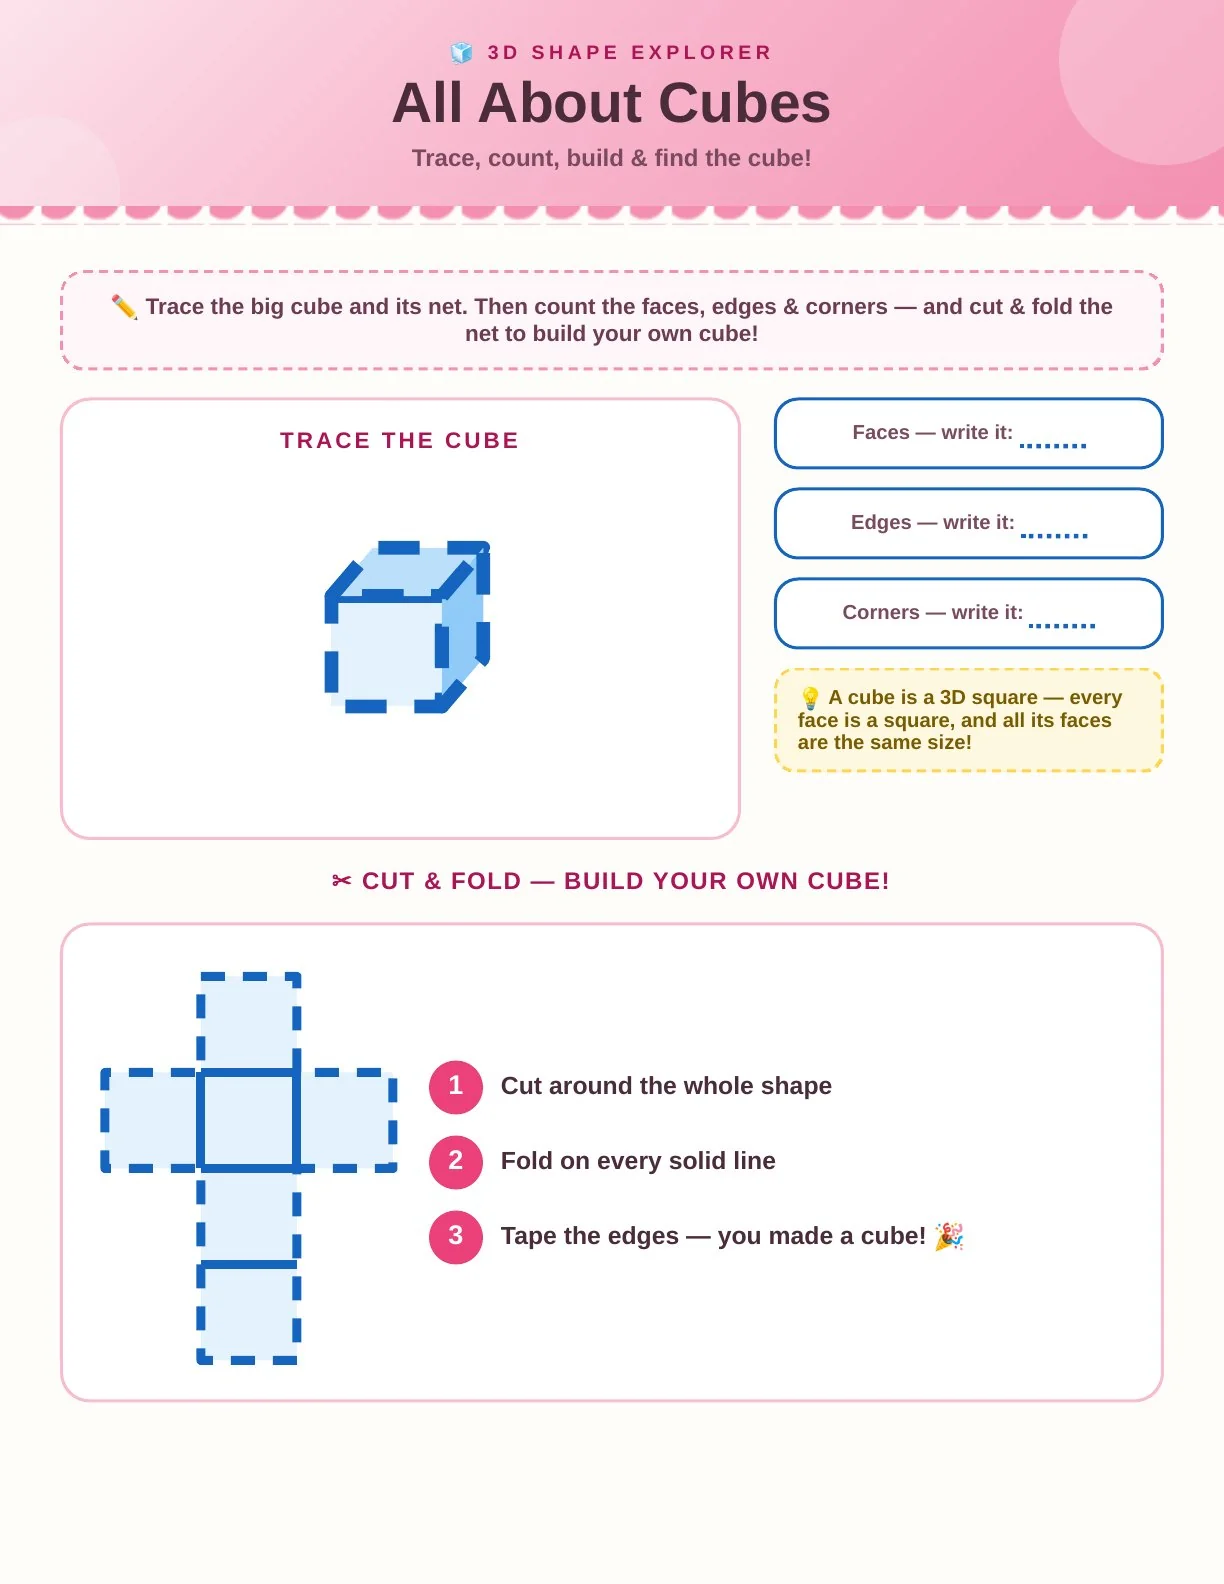 🧊 3D SHAPE EXPLORER
All About Cubes
Trace, count, build & find the cube!
✏️ Trace the big cube and its net. Then count the faces, edges & corners — and cut & fold the
net to build your own cube!
TRACE THE CUBE
Faces — write it: ........
Edges — write it: ........
Corners — write it: ........
💡 A cube is a 3D square — every
face is a square, and all its faces
are the same size!
✂ CUT & FOLD — BUILD YOUR OWN CUBE!
1 Cut around the whole shape
2 Fold on every solid line
3 Tape the edges — you made a cube! 🎉